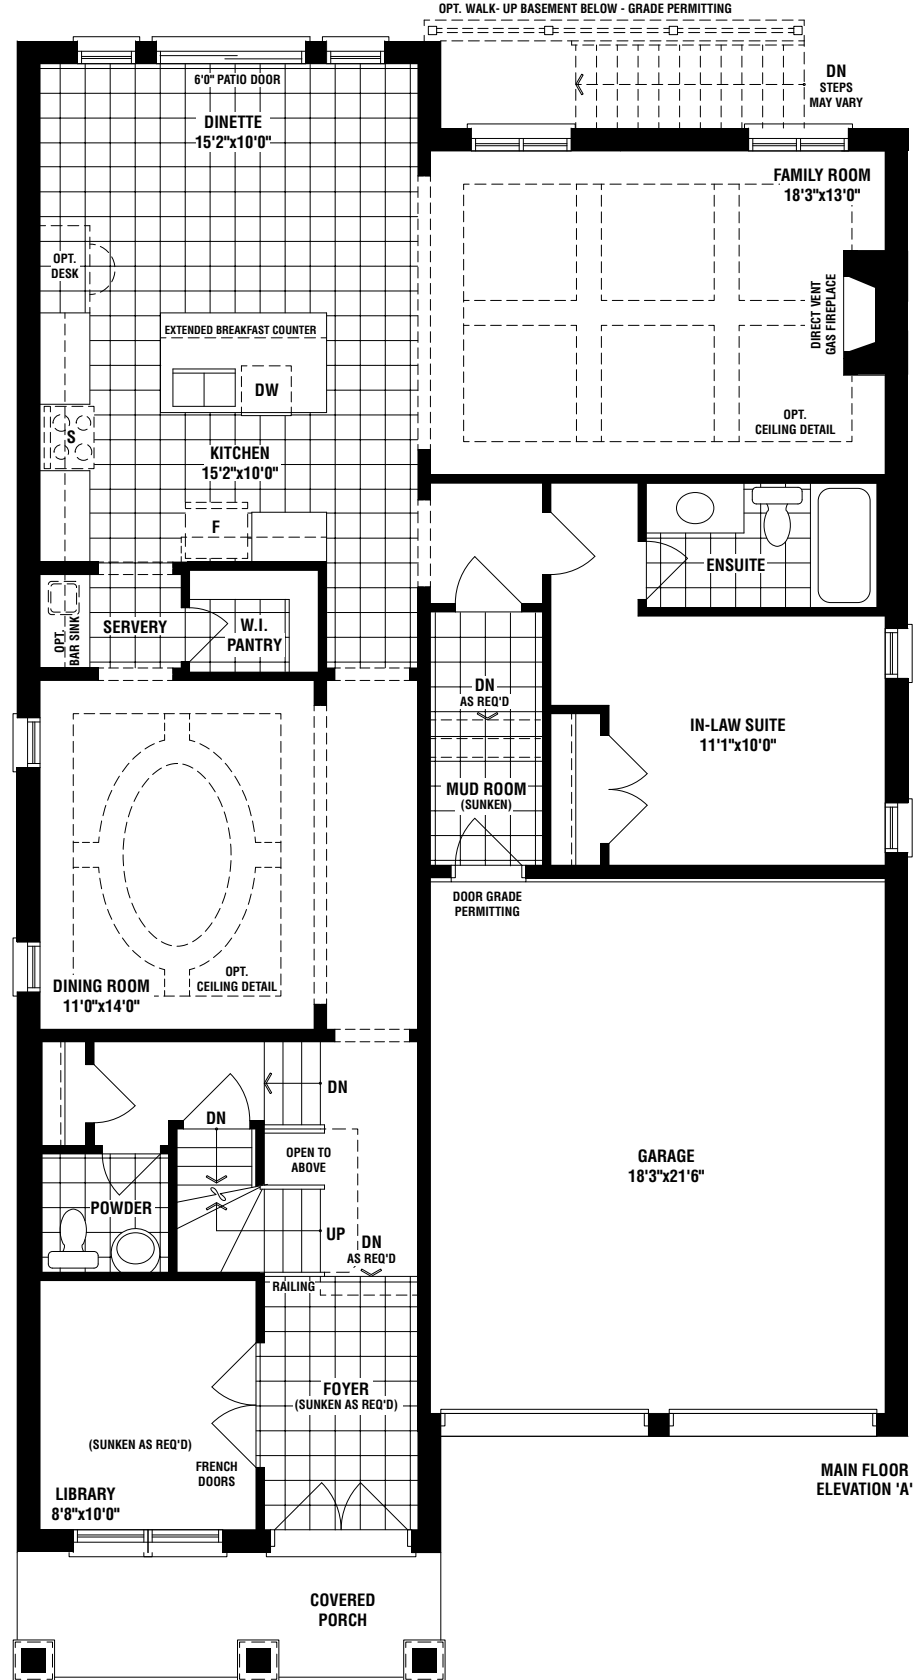 OPT. WALK- UP BASEMENT BELOW - GRADE PERMITTING
DN
STEPS
MAY VARY
6'0" PATIO DOOR
DINETTE
15'2"x10'0"
FAMILY ROOM
18'3"x13'0"
OPT.
DESK
DIRECT VENT
GAS FIREPLACE
EXTENDED BREAKFAST COUNTER
DW
OPT.
CEILING DETAIL
S
KITCHEN
15'2"x10'0"
F
ENSUITE
OPT.
BAR SINK
SERVERY
W.I.
PANTRY
DN
AS REQ'D
IN-LAW SUITE
11'1"x10'0"
MUD ROOM
(SUNKEN)
DOOR GRADE
PERMITTING
OPT.
CEILING DETAIL
DINING ROOM
11'0"x14'0"
DN
DN
OPEN TO
ABOVE
GARAGE
18'3"x21'6"
POWDER
UP
DN
AS REQ'D
RAILING
FOYER
(SUNKEN AS REQ'D)
(SUNKEN AS REQ'D)
FRENCH
DOORS
LIBRARY
8'8"x10'0"
MAIN FLOOR
ELEVATION 'A'
COVERED
PORCH